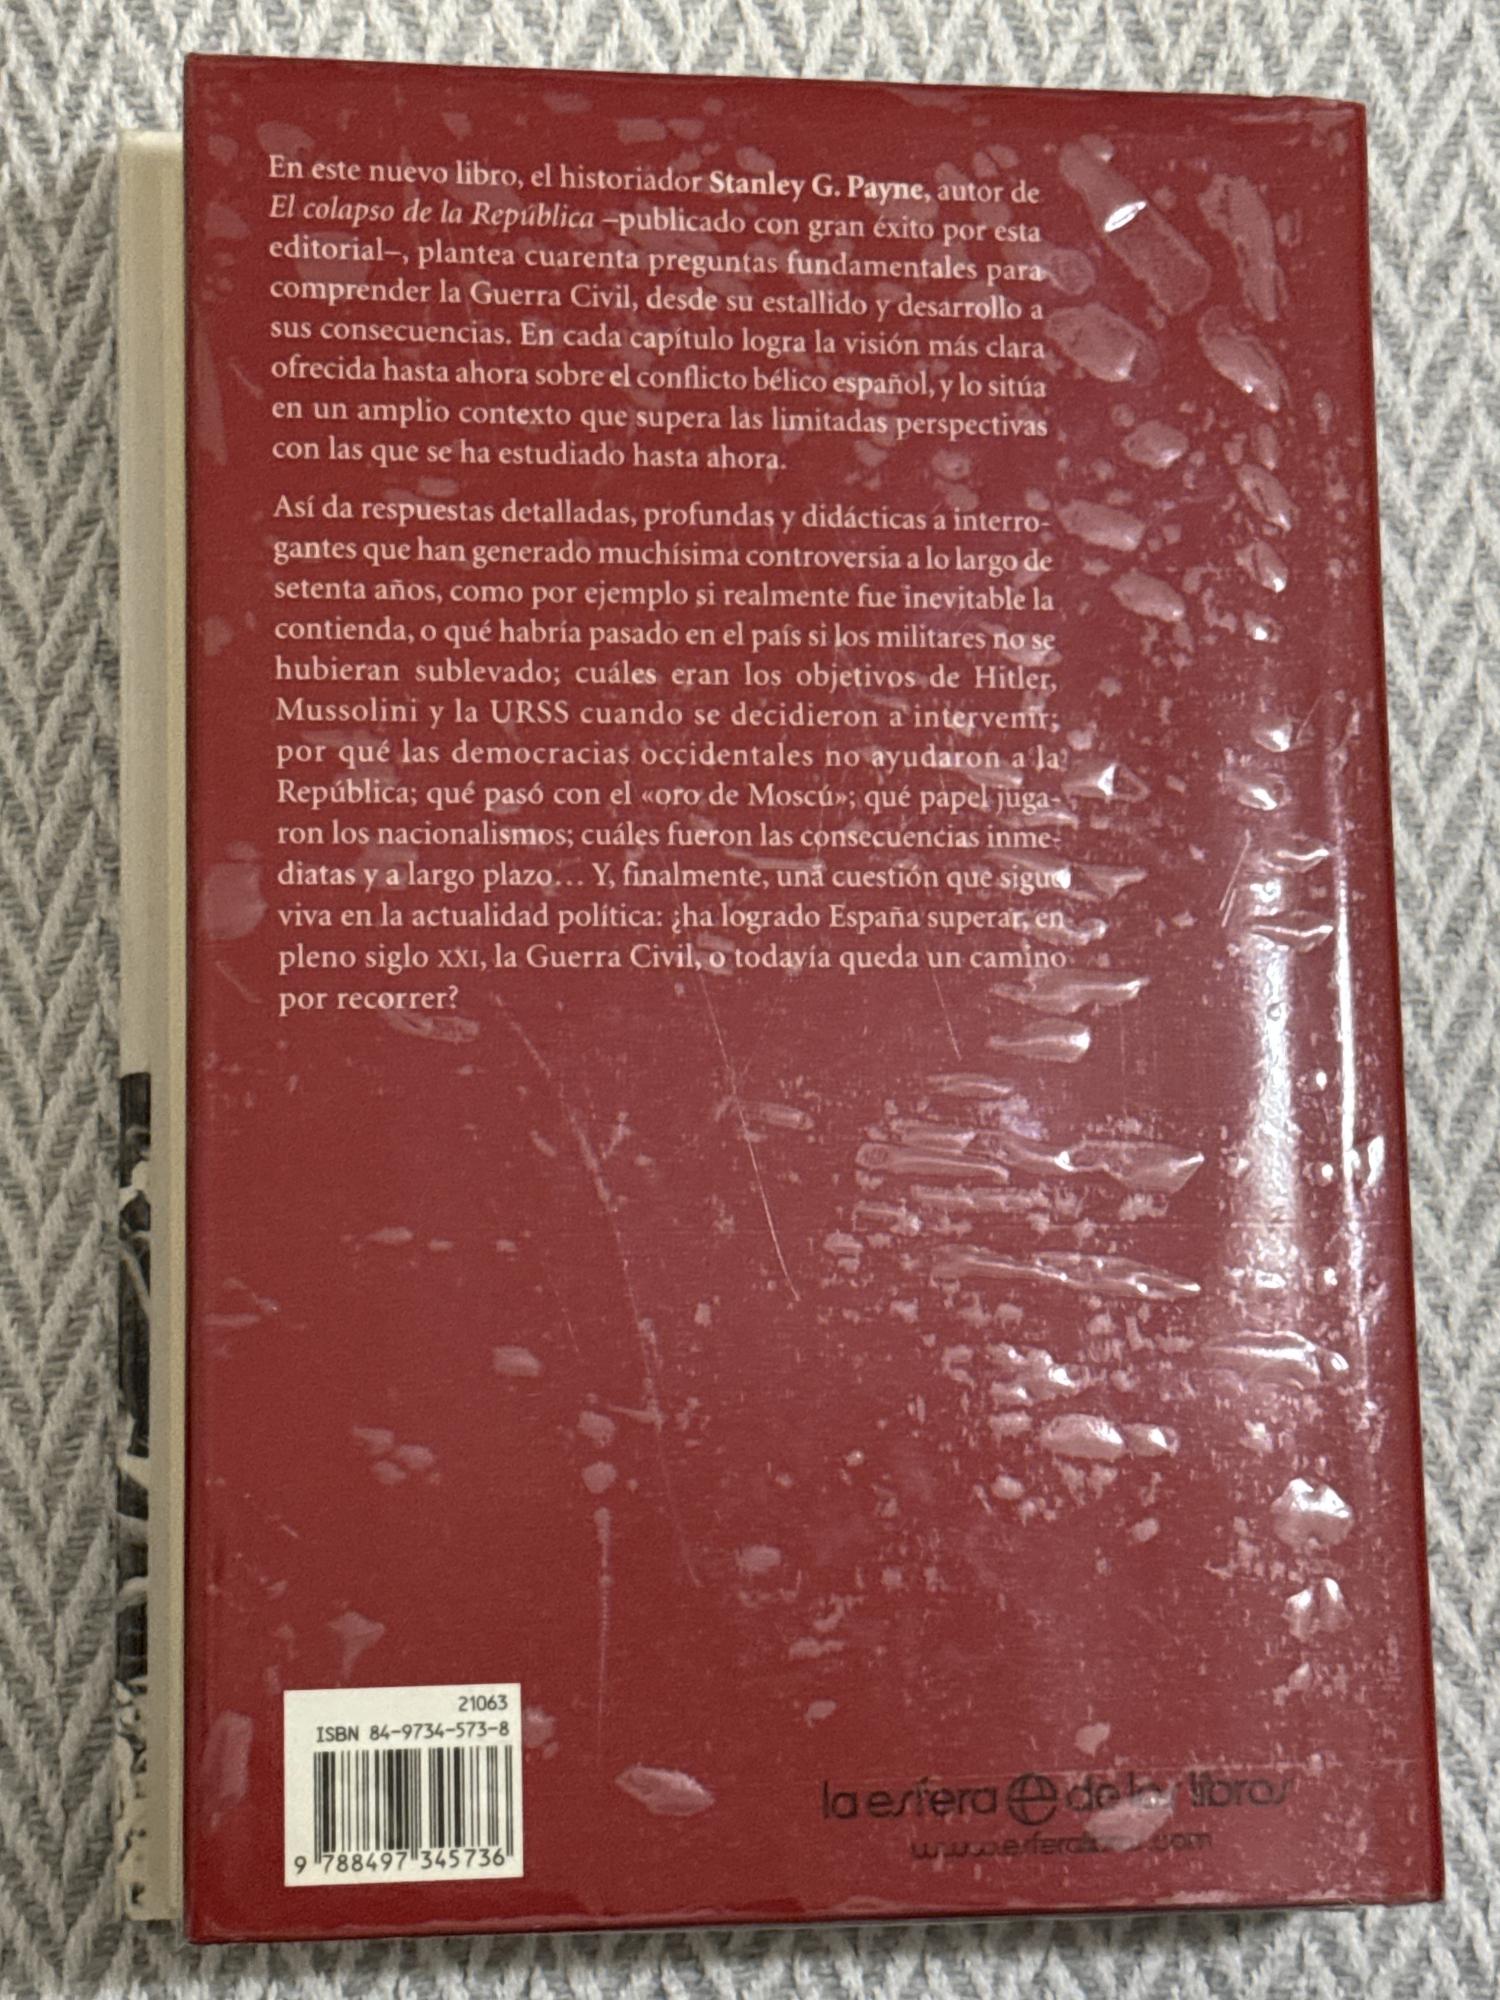 En este nuevo libro, el historiador Stanley G. Payne, autor de
El colapso de la República –publicado con gran éxito por esta
editorial–, plantea cuarenta preguntas fundamentales para
comprender la Guerra Civil, desde su estallido y desarrollo a
sus consecuencias. En cada capítulo logra la visión más clara
ofrecida hasta ahora sobre el conflicto bélico español, y lo sitúa
en un amplio contexto que supera las limitadas perspectivas
con las que se ha estudiado hasta ahora.
Así da respuestas detalladas, profundas y didácticas a interro-
gantes que han generado muchísima controversia a lo largo de
setenta años, como por ejemplo si realmente fue inevitable la
contienda, o qué habría pasado en el país si los militares no se
hubieran sublevado; cuáles eran los objetivos de Hitler,
Mussolini y la URSS cuando se decidieron a intervenir;
por qué las democracias occidentales no ayudaron a la
República; qué pasó con el «oro de Moscú»; qué papel juga-
ron los nacionalismos; cuáles fueron las consecuencias inme-
diatas y a largo plazo… Y, finalmente, una cuestión que sigue
viva en la actualidad política: ¿ha logrado España superar, en
pleno siglo XXI, la Guerra Civil, o todavía queda un camino
por recorrer?
21063
ISBN 84-9734-573-8
9 788497 345736
la esfera de los libros